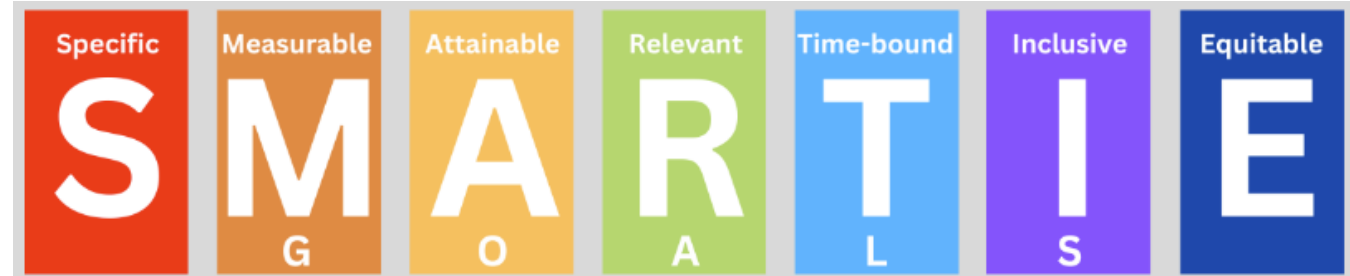 Specific Measurable Attainable Relevant Time-bound Inclusive Equitable
S M A R T I E
G O A L S